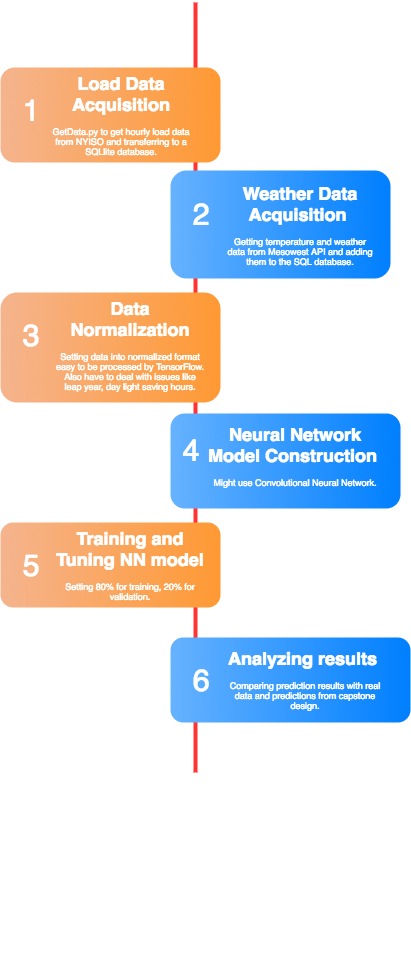 1
Load Data
Acquisition
GetData.py to get hourly load data
from NYISO and transferring to a
SQLlite database.
2
Weather Data
Acquisition
Getting temperature and weather
data from Mesowest API and adding
them to the SQL database.
3
Data
Normalization
Setting data into normalized format
easy to be processed by TensorFlow.
Also have to deal with issues like
leap year, day light saving hours.
4
Neural Network
Model Construction
Might use Convolutional Neural Network.
5
Training and
Tuning NN model
Setting 80% for training, 20% for
validation.
6
Analyzing results
Comparing prediction results with real
data and predictions from capstone
design.